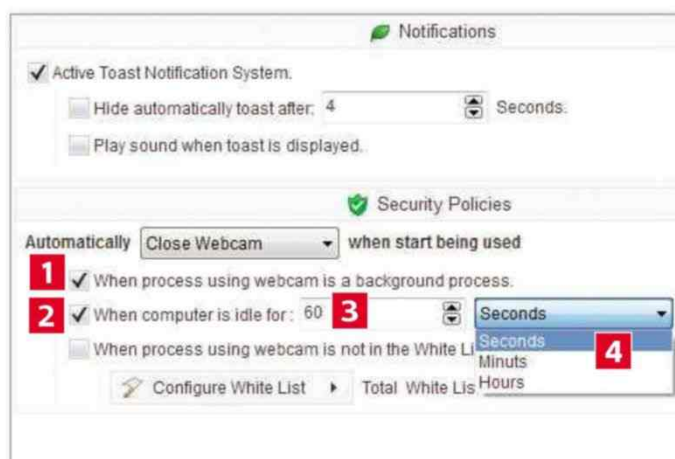 Notifications
Active Toast Notification System.
Hide automatically toast after: 4 Seconds.
Play sound when toast is displayed.
Security Policies
Automatically Close Webcam when start being used
1 When process using webcam is a background process.
2 When computer is idle for : 60 3 Seconds
When process using webcam is not in the White Li Seconds 4
Minuts
Configure White List Total White Lis Hours